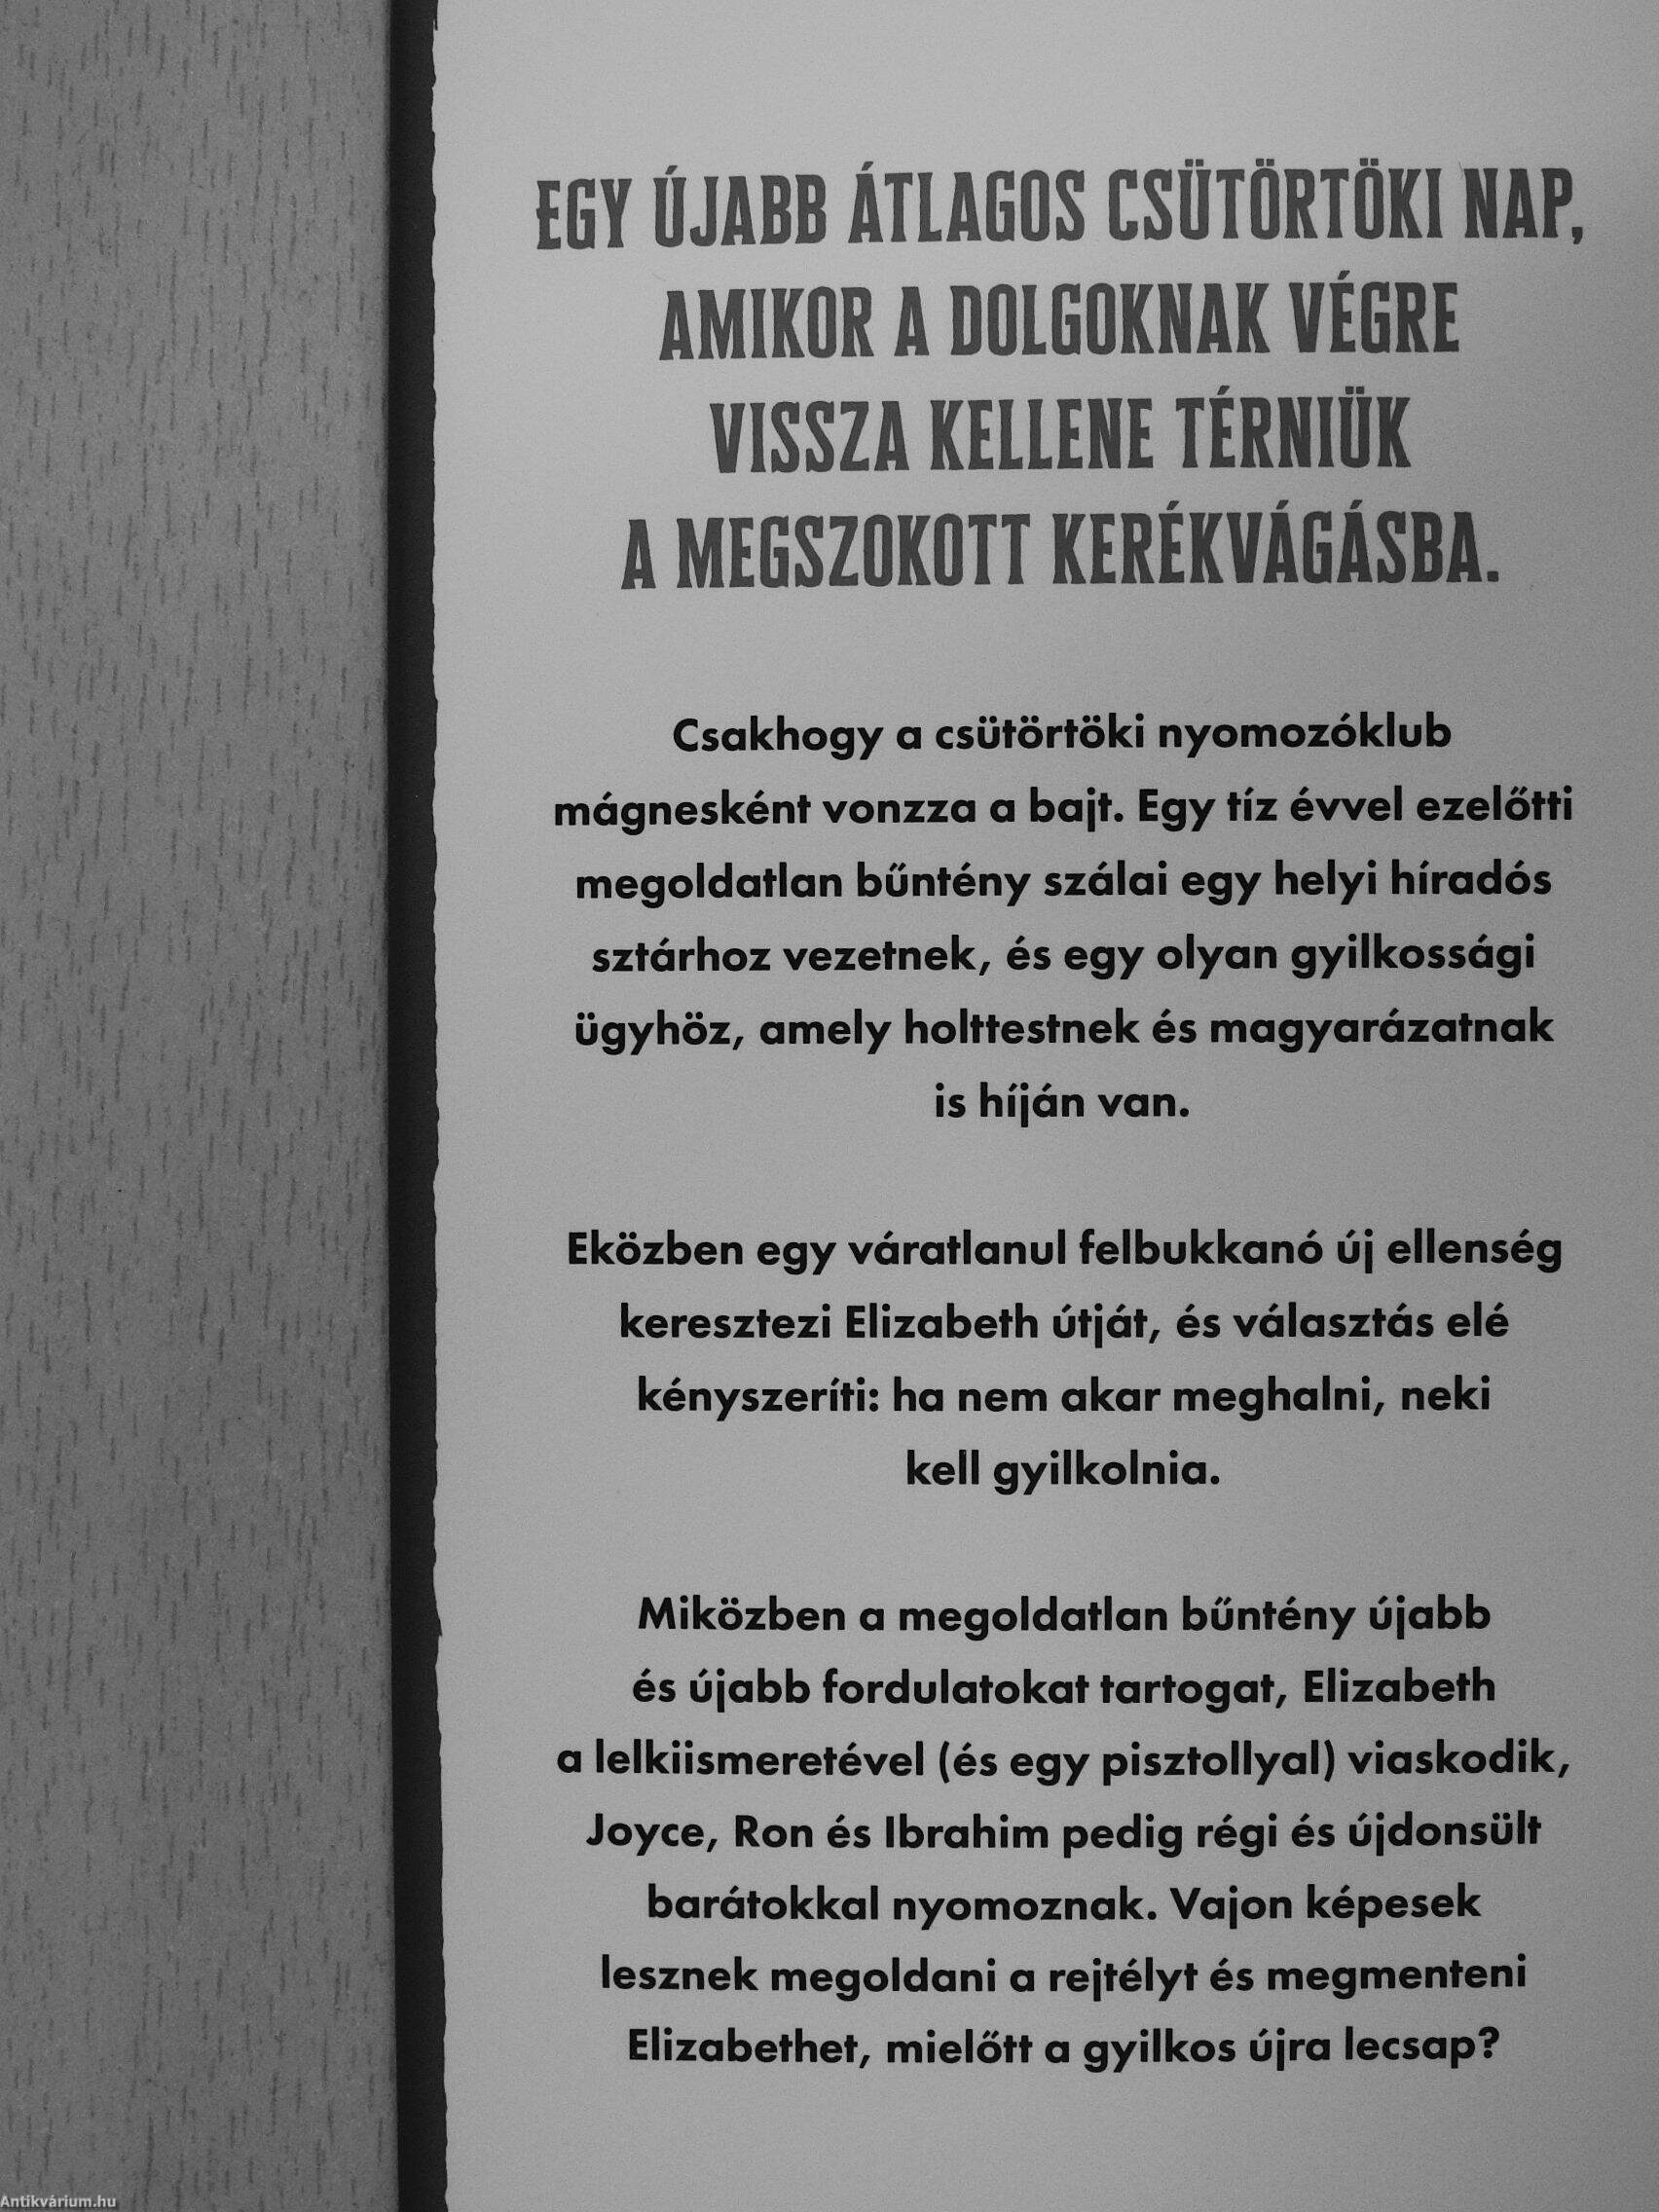 EGY ÚJABB ÁTLAGOS CSÜTÖRTÖKI NAP,
AMIKOR A DOLGOKNAK VÉGRE
VISSZA KELLENE TÉRNIÜK
A MEGSZOKOTT KERÉKVÁGÁSBA.
Csakhogy a csütörtöki nyomozóklub
mágnesként vonzza a bajt. Egy tíz évvel ezelőtti
megoldatlan bűntény szálai egy helyi híradós
sztárhoz vezetnek, és egy olyan gyilkossági
ügyhöz, amely holttestnek és magyarázatnak
is híján van.
Eközben egy váratlanul felbukkanó új ellenség
keresztezi Elizabeth útját, és választás elé
kényszeríti: ha nem akar meghalni, neki
kell gyilkolnia.
Miközben a megoldatlan bűntény újabb
és újabb fordulatokat tartogat, Elizabeth
a lelkiismeretével (és egy pisztollyal) viaskodik,
Joyce, Ron és Ibrahim pedig régi és újdonsült
barátokkal nyomoznak. Vajon képesek
lesznek megoldani a rejtélyt és megmenteni
Elizabethet, mielőtt a gyilkos újra lecsap?
Antikvárium.hu